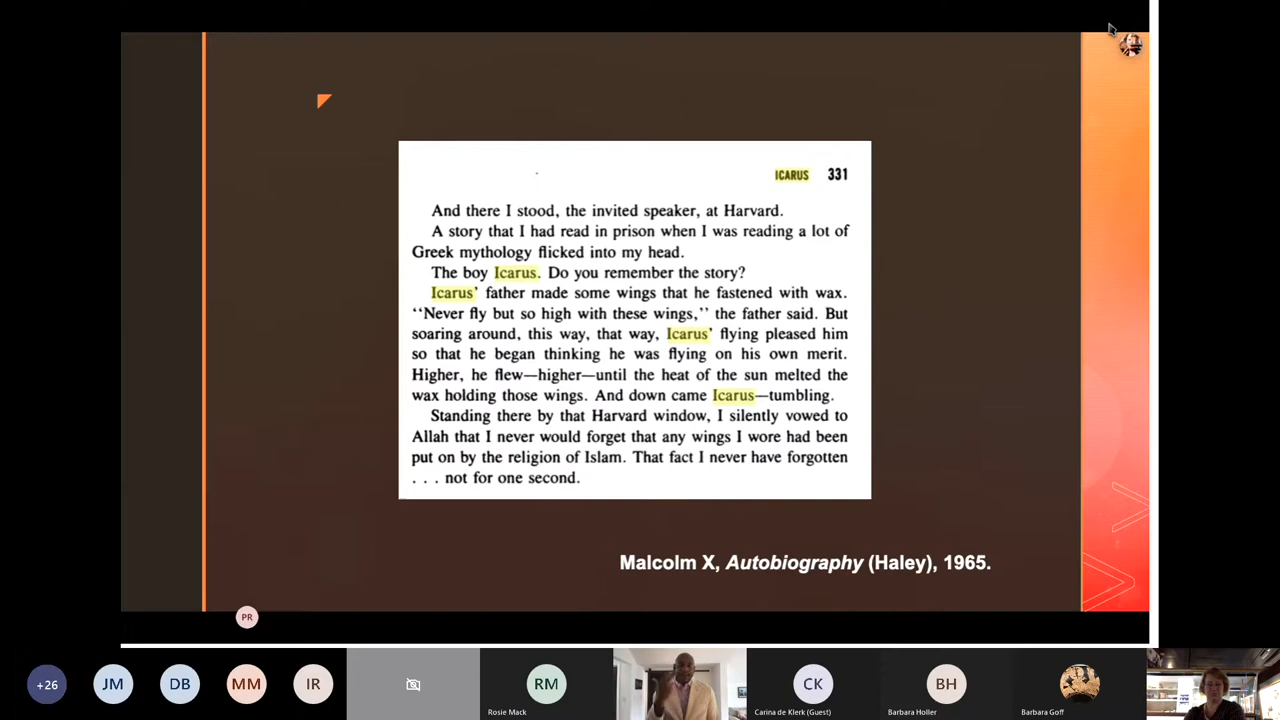 ICARUS 331
And there I stood, the invited speaker, at Harvard.
A story that I had read in prison when I was reading a lot of
Greek mythology flicked into my head.
The boy Icarus. Do you remember the story?
Icarus' father made some wings that he fastened with wax.
‘‘Never fly but so high with these wings,’’ the father said. But
soaring around, this way, that way, Icarus' flying pleased him
so that he began thinking he was flying on his own merit.
Higher, he flew—higher—until the heat of the sun melted the
wax holding those wings. And down came Icarus—tumbling.
Standing there by that Harvard window, I silently vowed to
Allah that I never would forget that any wings I wore had been
put on by the religion of Islam. That fact I never have forgotten
. . . not for one second.
Malcolm X, Autobiography (Haley), 1965.
PR
+26
JM
DB
MM
IR
RM
Rosie Mack
CK
Carina de Klerk (Guest)
BH
Barbara Holler
Barbara Goff